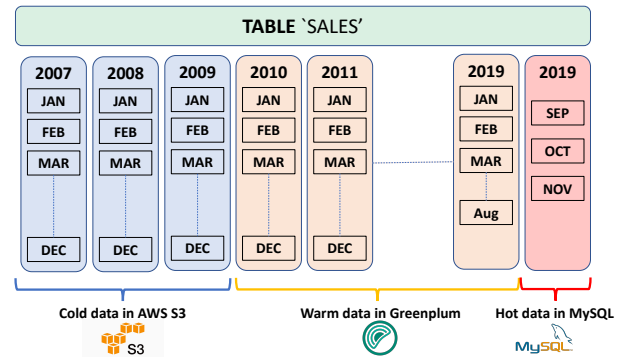 TABLE `SALES’
2007 2008 2009 2010 2011 2019 2019
JAN JAN JAN JAN JAN JAN SEP
FEB FEB FEB FEB FEB FEB OCT
MAR MAR MAR MAR MAR MAR NOV
DEC DEC DEC DEC DEC Aug
Cold data in AWS S3 Warm data in Greenplum Hot data in MySQL
S3 MySQL